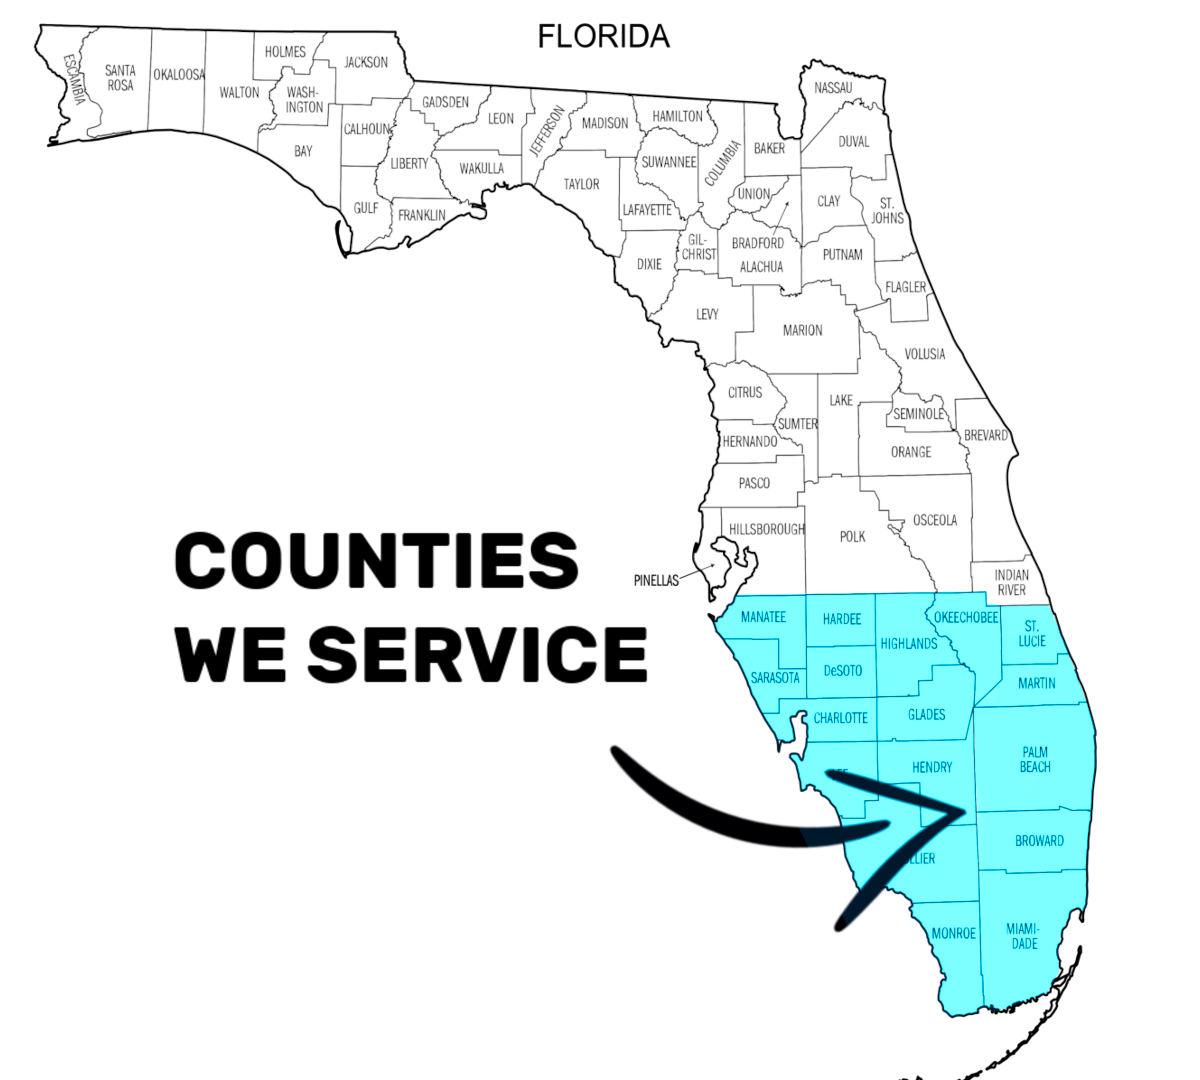 FLORIDA
ESCAMBIA
SANTA
ROSA
OKALOOSA
WALTON
HOLMES
WASH-
INGTON
JACKSON
BAY
CALHOUN
GULF
LIBERTY
GADSDEN
FRANKLIN
LEON
WAKULLA
JEFFERSON
MADISON
TAYLOR
HAMILTON
SUWANNEE
LAFAYETTE
DIXIE
COLUMBIA
GIL-
CHRIST
BAKER
UNION
BRADFORD
ALACHUA
NASSAU
DUVAL
CLAY
ST.
JOHNS
PUTNAM
FLAGLER
LEVY
MARION
VOLUSIA
CITRUS
SUMTER
LAKE
SEMINOLE
HERNANDO
ORANGE
BREVARD
PASCO
HILLSBOROUGH
POLK
OSCEOLA
PINELLAS
INDIAN
RIVER
COUNTIES
WE SERVICE
MANATEE
HARDEE
HIGHLANDS
OKEECHOBEE
ST.
LUCIE
SARASOTA
DeSOTO
MARTIN
CHARLOTTE
GLADES
HENDRY
PALM
BEACH
BROWARD
MONROE
MIAMI-
DADE